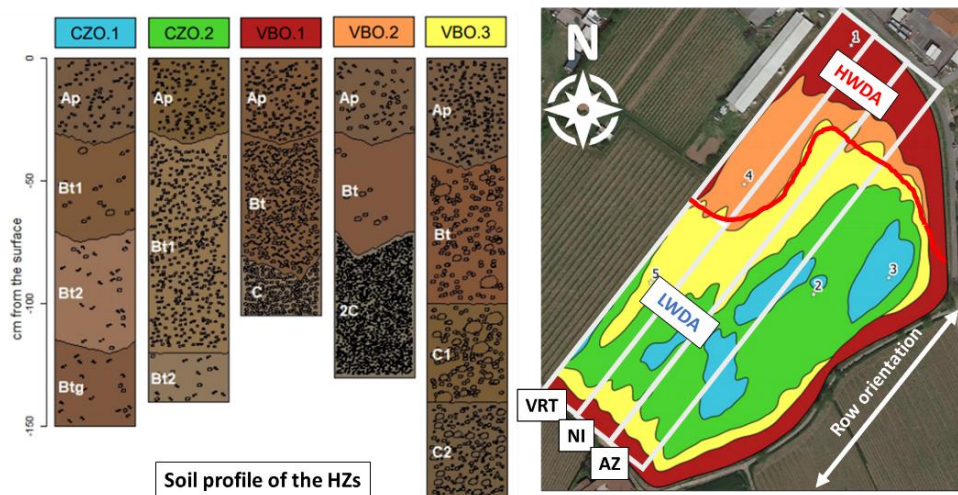 CZO.1
CZO.2
VBO.1
VBO.2
VBO.3
0
-50
-100
-150
cm from the surface
Ap
Bt1
Bt2
Btg
Ap
Bt1
Bt2
Ap
Bt
C
Ap
Bt
2C
Ap
Bt
C1
C2
Soil profile of the HZs
N
1
HWDA
4
5
LWDA
2
3
VRT
NI
AZ
Row orientation